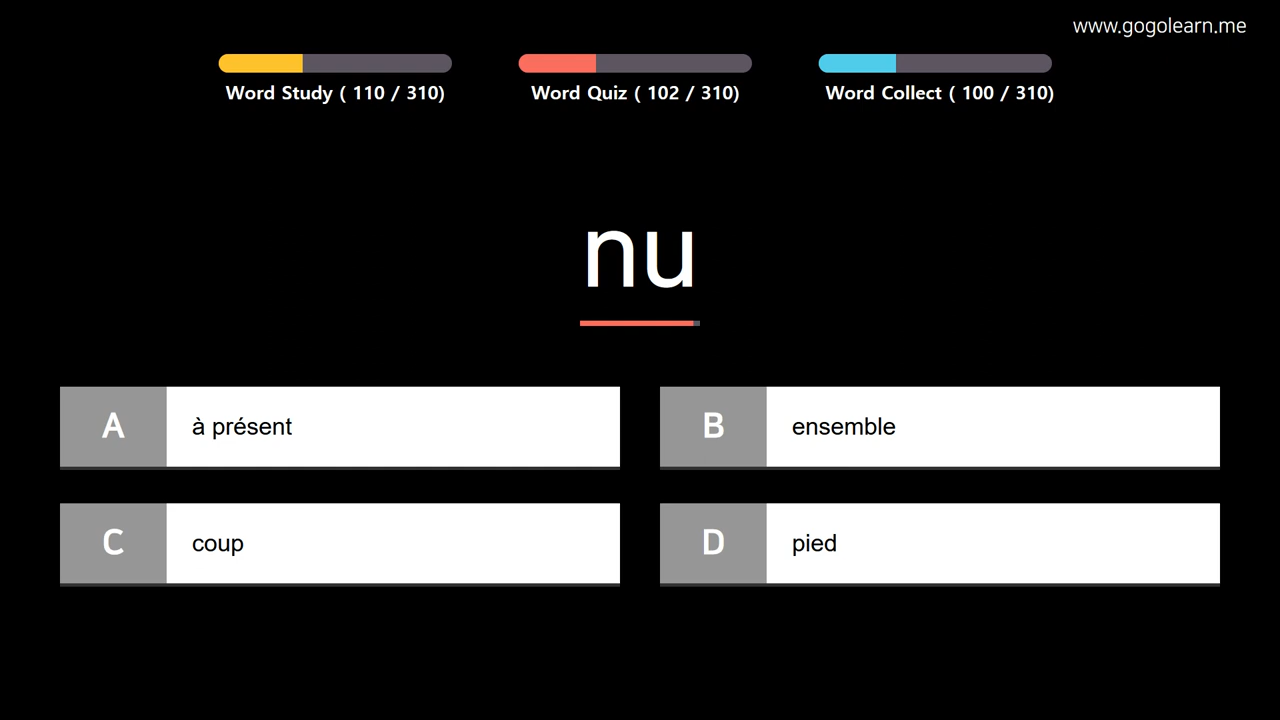 www.gogolearn.me
Word Study ( 110 / 310)
Word Quiz ( 102 / 310)
Word Collect ( 100 / 310)
nu
A à présent
B ensemble
C coup
D pied